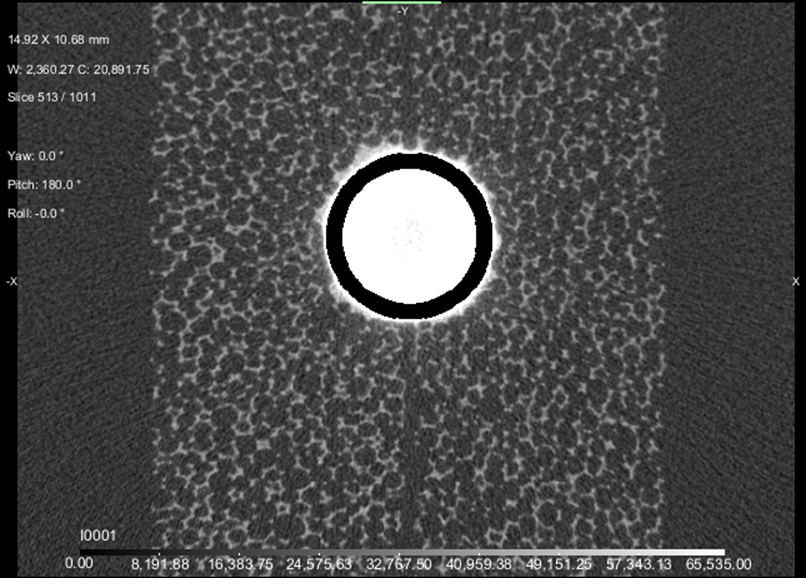 -Y
14.92 X 10.68 mm
W: 2,360.27 C: 20,891.75
Slice 513 / 1011
Yaw: 0.0 °
Pitch: 180.0 °
Roll: -0.0 °
-X X
I0001
0.00 8,191.88 16,383.75 24,575.63 32,767.50 40,959.38 49,151.25 57,343.13 65,535.00